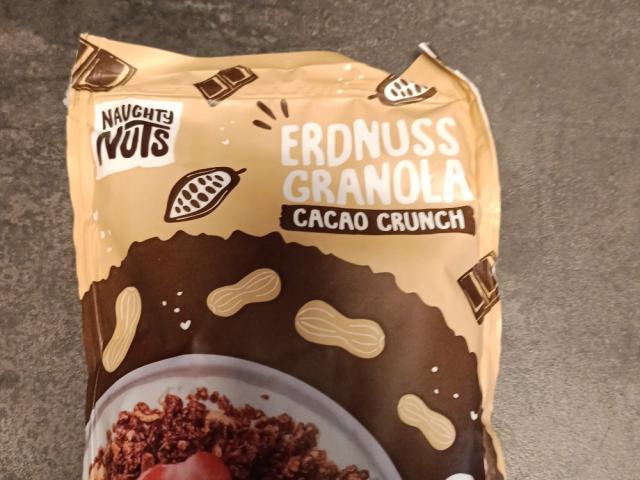 NAUGHTY
NUTS
ERDNUSS
GRANOLA
CACAO CRUNCH